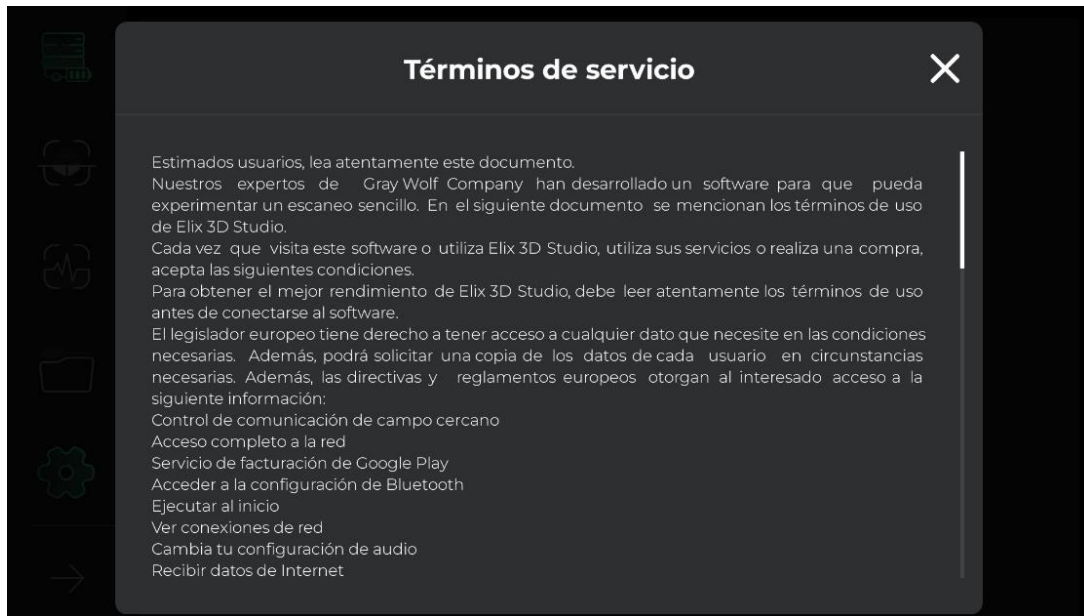 Términos de servicio
Estimados usuarios, lea atentamente este documento.
Nuestros expertos de Gray Wolf Company han desarrollado un software para que pueda
experimentar un escaneo sencillo. En el siguiente documento se mencionan los términos de uso
de Elix 3D Studio.
Cada vez que visita este software o utiliza Elix 3D Studio, utiliza sus servicios o realiza una compra,
acepta las siguientes condiciones.
Para obtener el mejor rendimiento de Elix 3D Studio, debe leer atentamente los términos de uso
antes de conectarse al software.
El legislador europeo tiene derecho a tener acceso a cualquier dato que necesite en las condiciones
necesarias. Además, podrá solicitar una copia de los datos de cada usuario en circunstancias
necesarias. Además, las directivas y reglamentos europeos otorgan al interesado acceso a la
siguiente información:
Control de comunicación de campo cercano
Acceso completo a la red
Servicio de facturación de Google Play
Acceder a la configuración de Bluetooth
Ejecutar al inicio
Ver conexiones de red
Cambia tu configuración de audio
Recibir datos de Internet